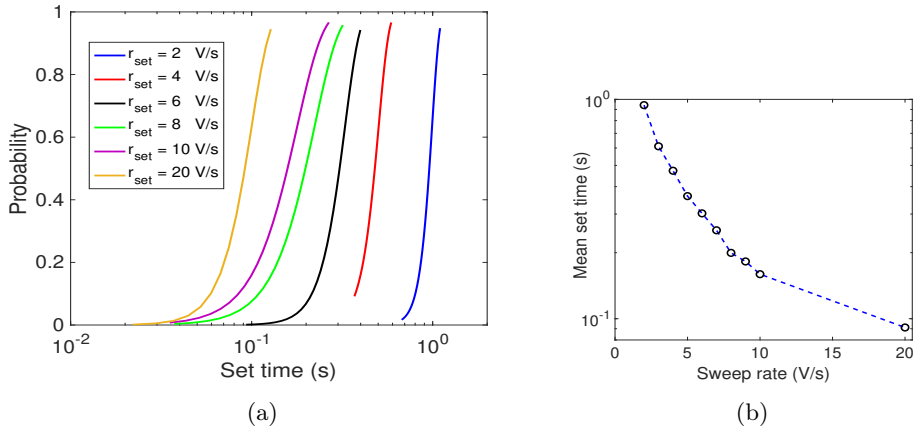 1
0.8
0.6
0.4
0.2
0
Probability
r_set = 2 V/s
r_set = 4 V/s
r_set = 6 V/s
r_set = 8 V/s
r_set = 10 V/s
r_set = 20 V/s
10^-2
10^-1
10^0
Set time (s)
(a)
10^0
10^-1
Mean set time (s)
0
5
10
15
20
Sweep rate (V/s)
(b)